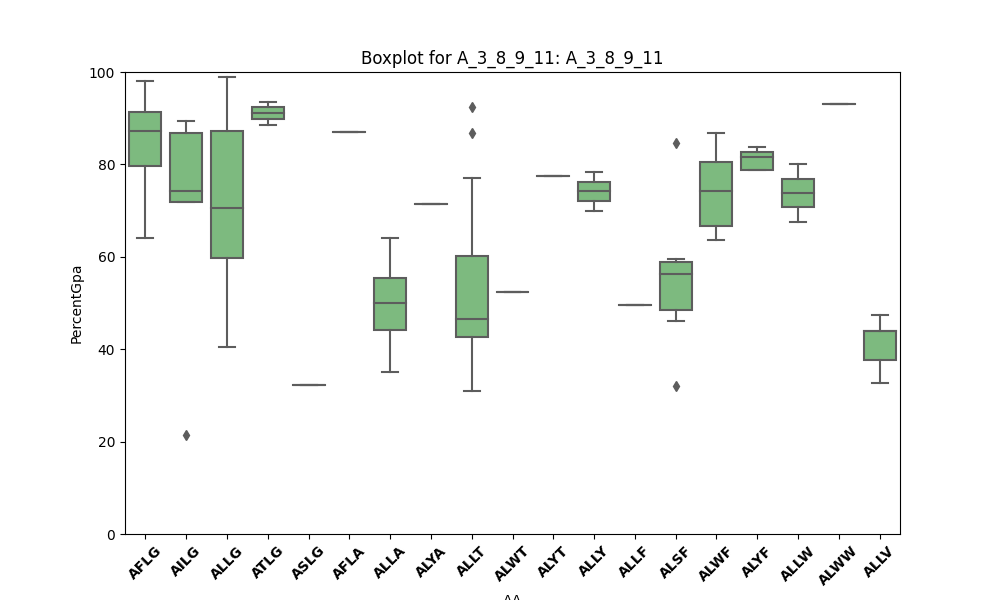 Boxplot for A_3_8_9_11: A_3_8_9_11
100
80
60
40
20
0
PercentGpa
AFLG AILG ALLG ATLG ASLG AFLA ALLA ALYA ALLT ALWT ALYT ALLY ALLF ALSF ALWF ALYF ALLW ALWW ALLV
AA